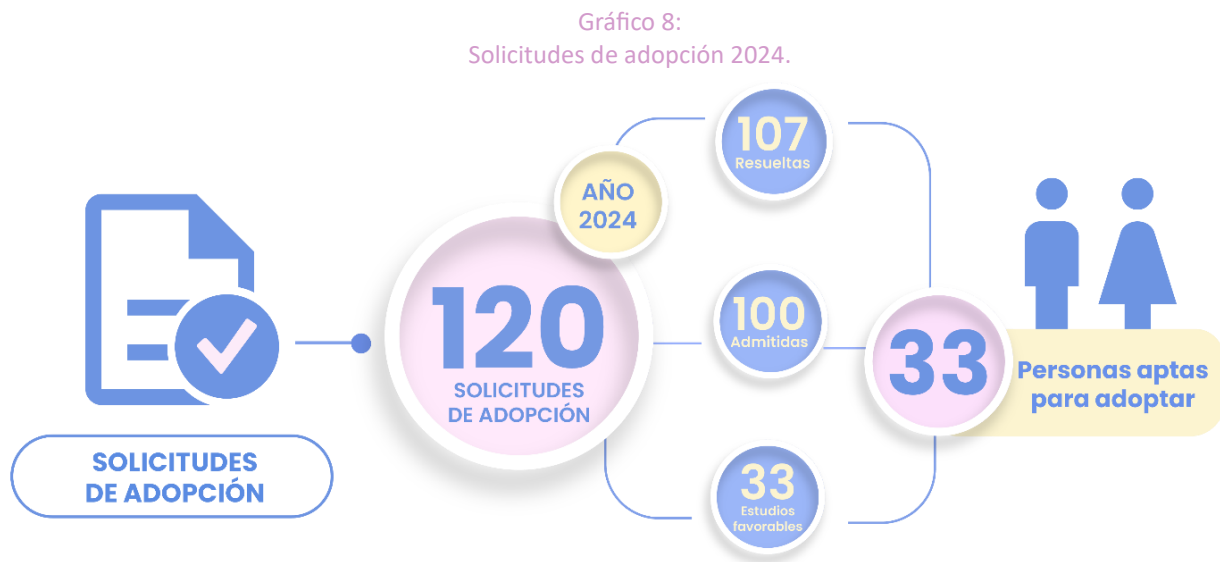 Gráfico 8:
Solicitudes de adopción 2024.
SOLICITUDES
DE ADOPCIÓN
AÑO
2024
120
SOLICITUDES
DE ADOPCIÓN
107
Resueltas
100
Admitidas
33
Estudios
favorables
33
Personas aptas
para adoptar